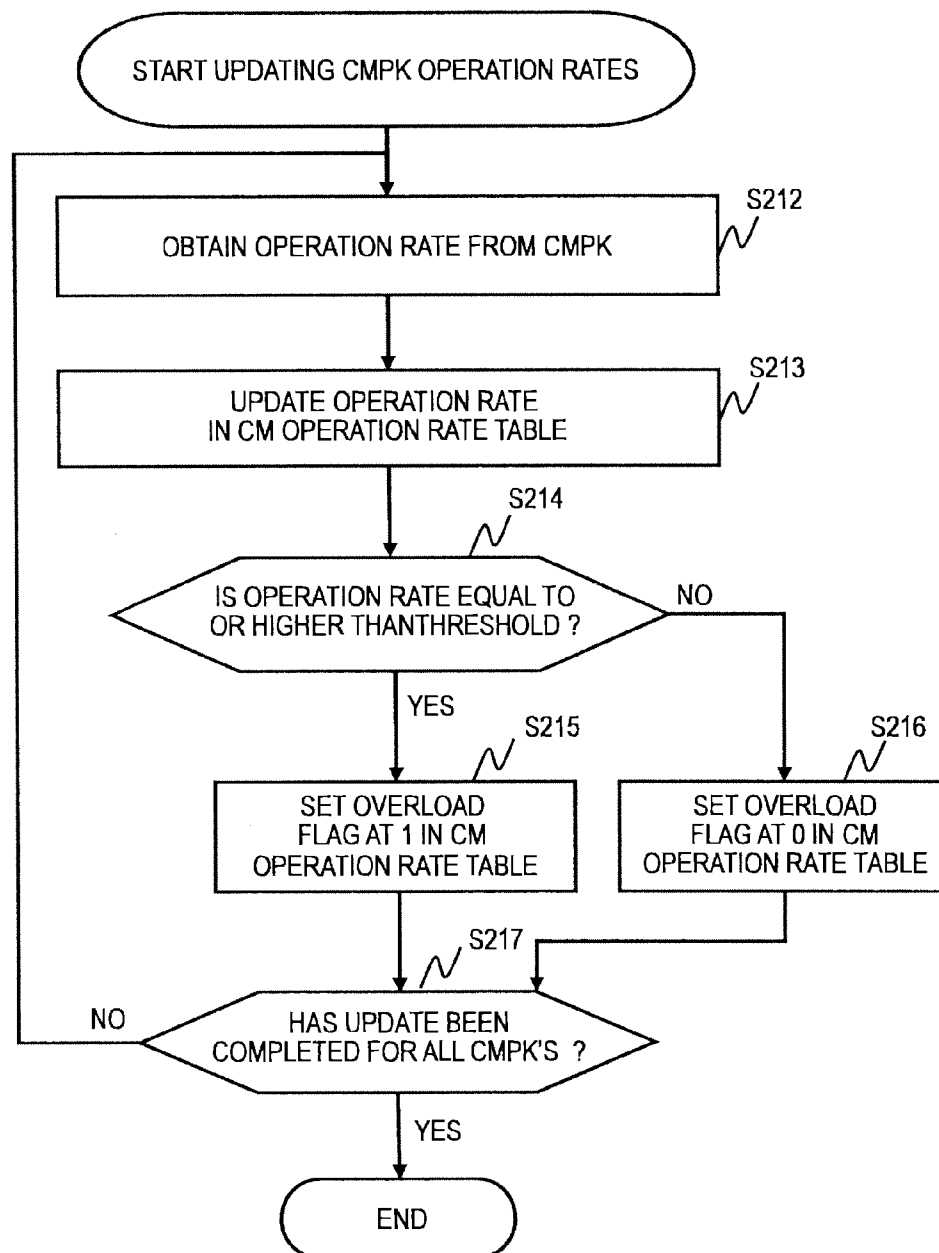 START UPDATING CMPK OPERATION RATES
S212
OBTAIN OPERATION RATE FROM CMPK
S213
UPDATE OPERATION RATE
IN CM OPERATION RATE TABLE
S214
IS OPERATION RATE EQUAL TO
OR HIGHER THANTHRESHOLD ?
NO
YES
S215
SET OVERLOAD
FLAG AT 1 IN CM
OPERATION RATE TABLE
S216
SET OVERLOAD
FLAG AT 0 IN CM
OPERATION RATE TABLE
S217
HAS UPDATE BEEN
COMPLETED FOR ALL CMPK'S ?
NO
YES
END